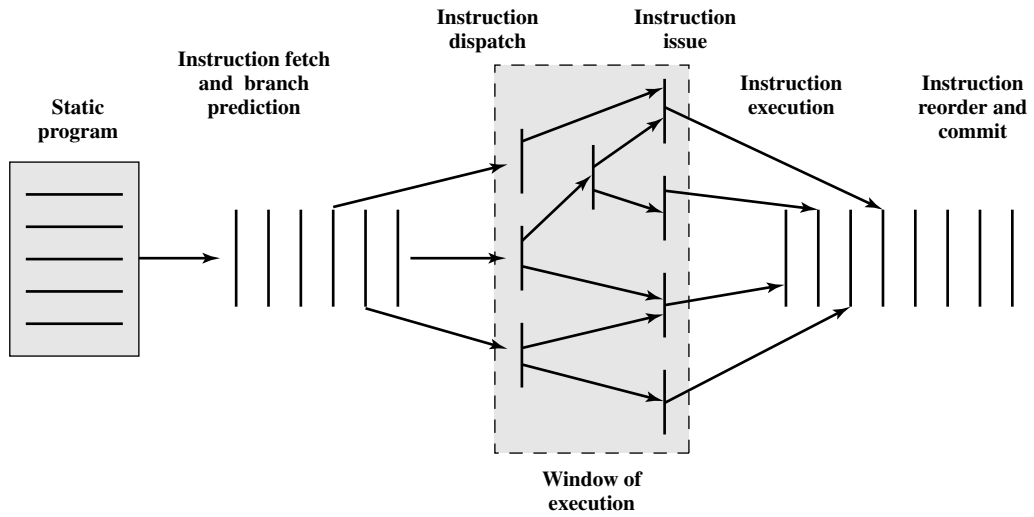 Static
program
Instruction fetch
and branch
prediction
Instruction
dispatch
Instruction
issue
Instruction
execution
Instruction
reorder and
commit
Window of
execution